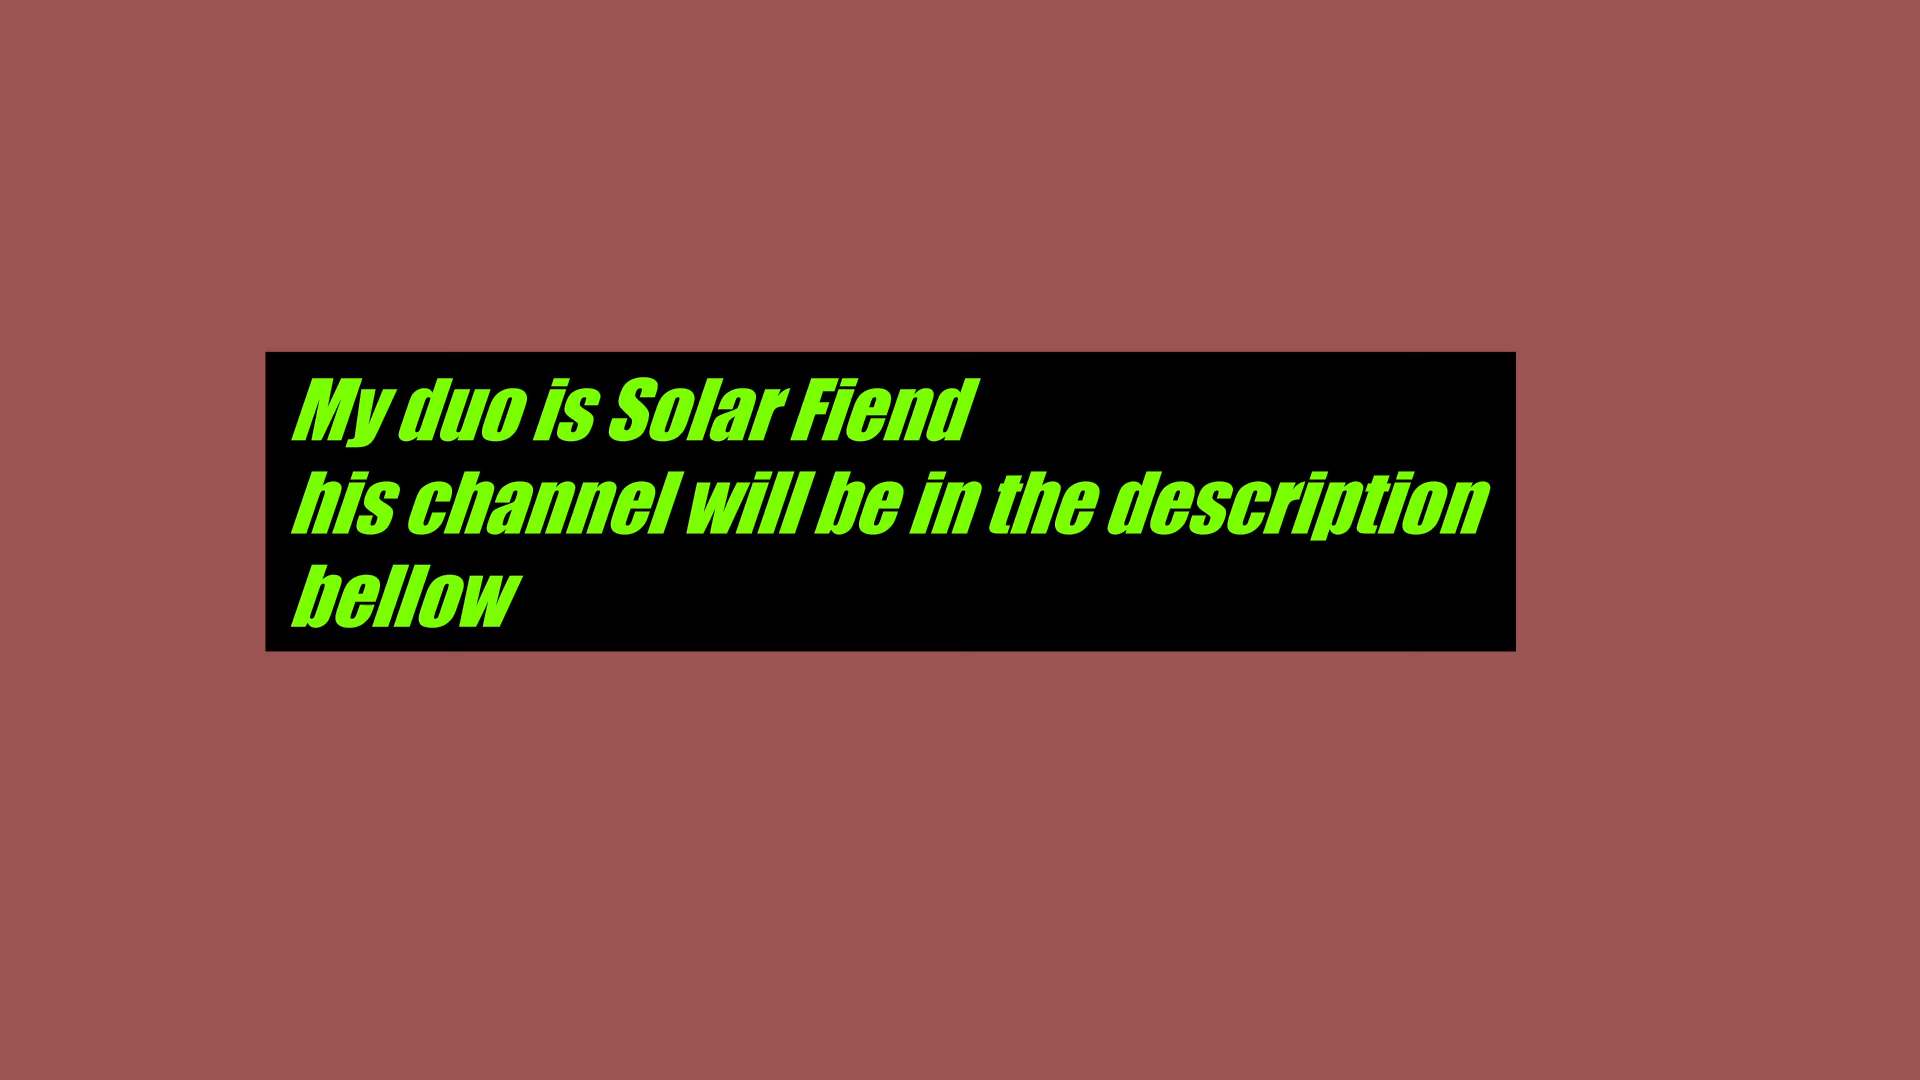 My duo is Solar Fiend
his channel will be in the description
bellow